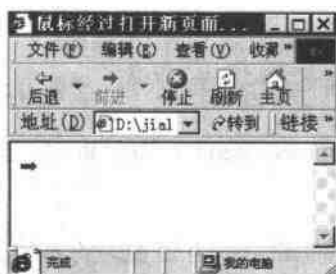 鼠标经过打开新页面...
文件(F) 编辑(E) 查看(V) 收藏 »
后退 前进 停止 刷新 主页 »
地址(D) D:\jial 转到 链接 »
完成 我的电脑